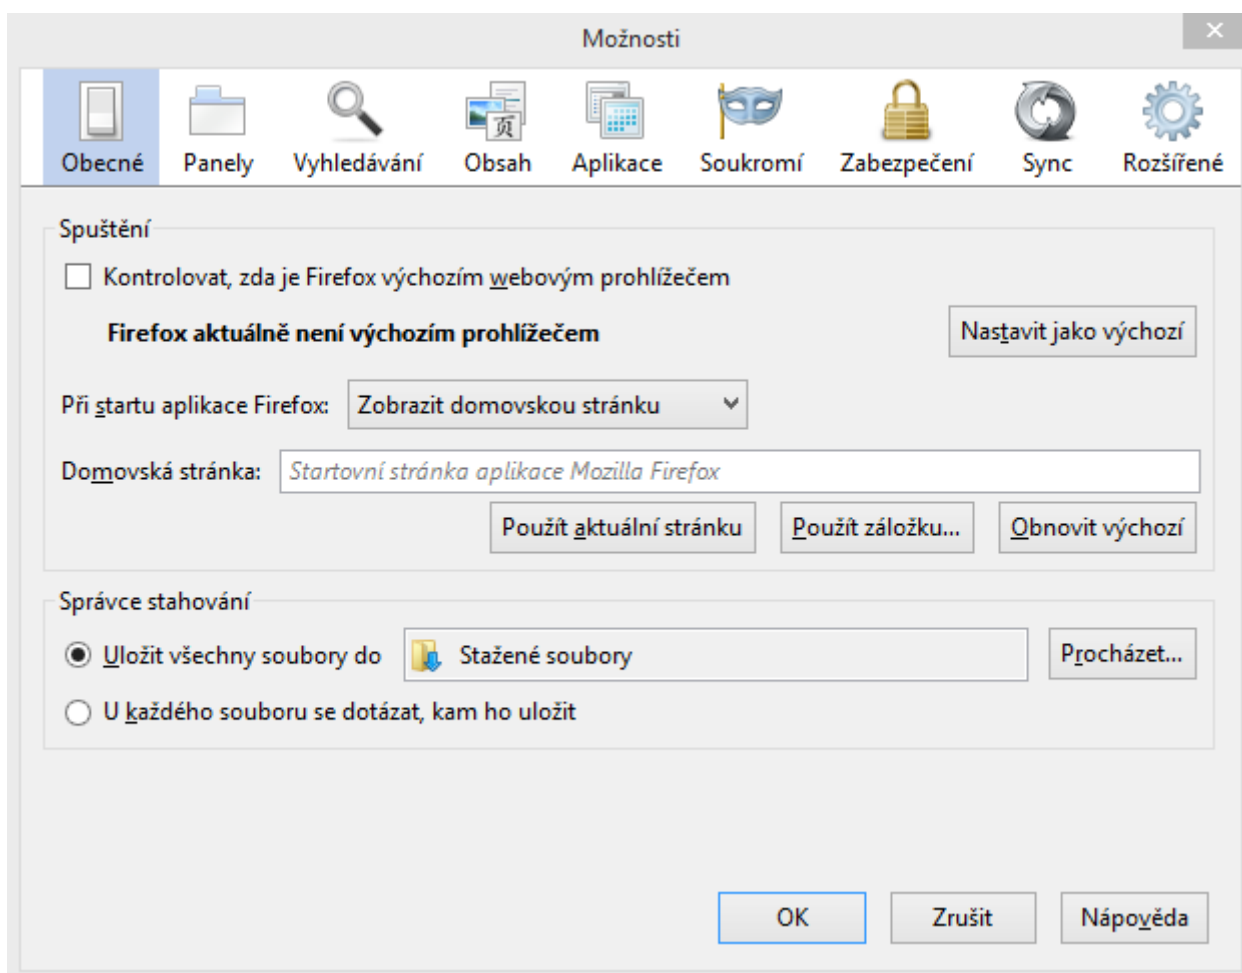 Možnosti
Obecné Panely Vyhledávání Obsah Aplikace Soukromí Zabezpečení Sync Rozšířené
Spuštění
Kontrolovat, zda je Firefox výchozím webovým prohlížečem
Firefox aktuálně není výchozím prohlížečem Nastavit jako výchozí
Při startu aplikace Firefox: Zobrazit domovskou stránku
Domovská stránka: Startovní stránka aplikace Mozilla Firefox
Použít aktuální stránku Použít záložku... Obnovit výchozí
Správce stahování
Uložit všechny soubory do Stažené soubory Procházet...
U každého souboru se dotázat, kam ho uložit
OK Zrušit Nápověda